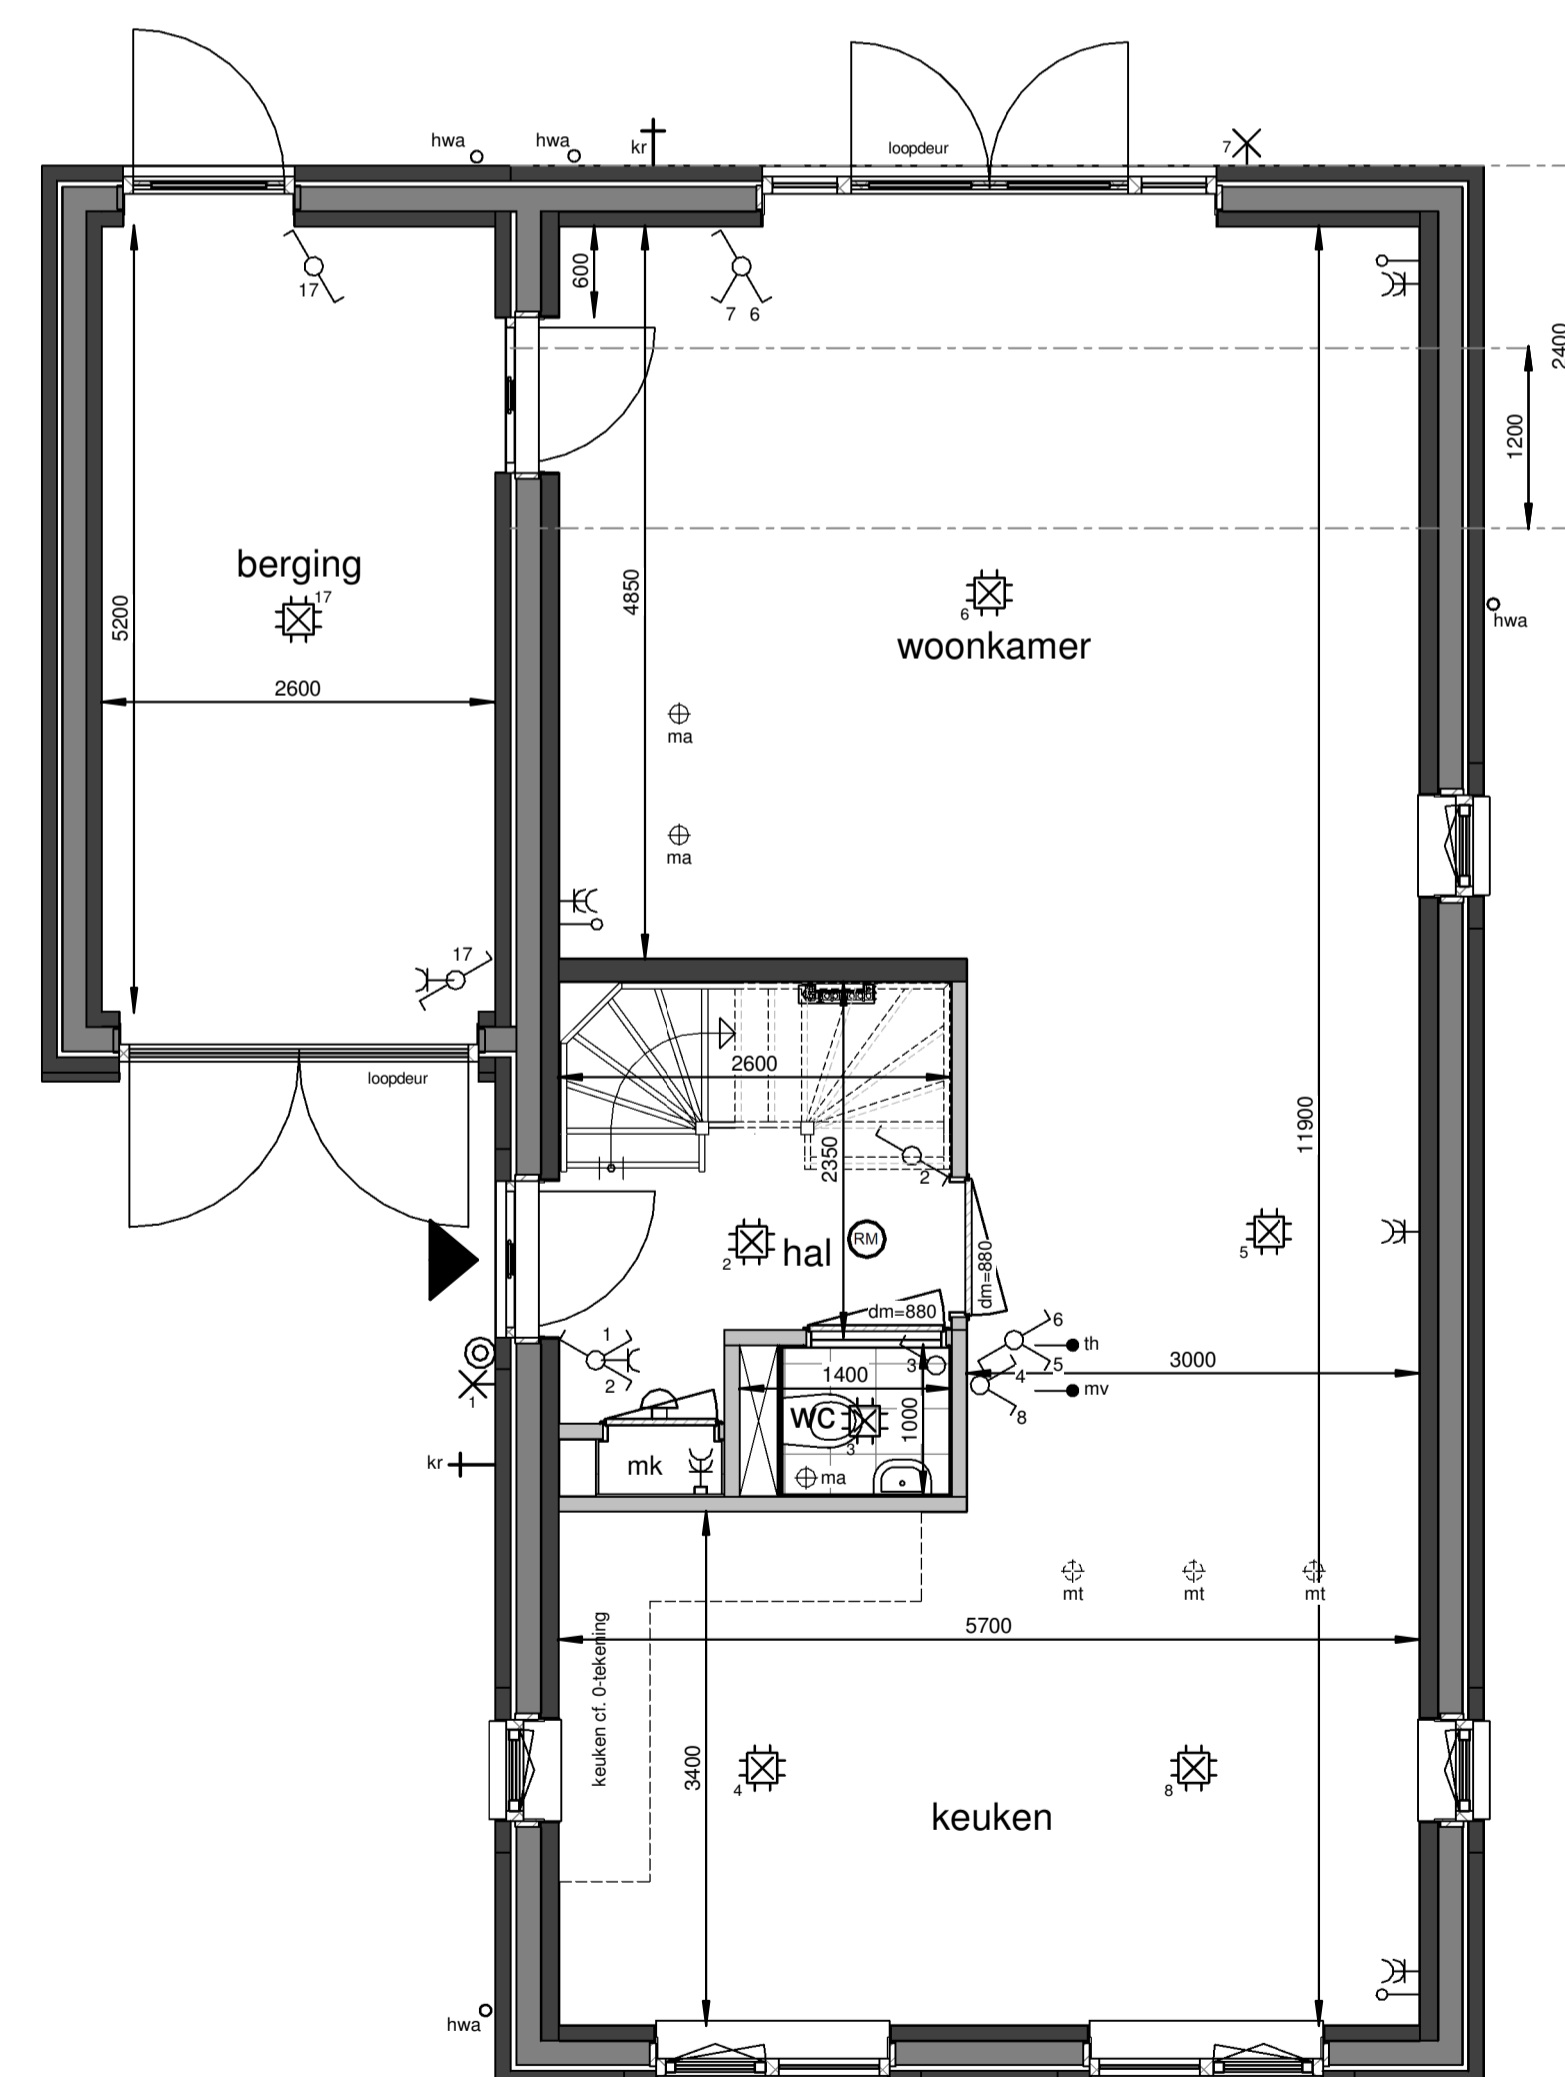 hwa
hwa
kr
loopdeur
7
17
7 6
600
2400
1200
berging
17
5200
4850
6
woonkamer
hwa
2600
ma
ma
17
loopdeur
2600
11900
2350
2
2
hal
RM
5
dm=880
dm=880
1
2
3
6
th
5
4
3000
mv
8
1400
1
wc
3
1000
kr
mk
ma
mt
mt
mt
5700
keuken cf. 0-tekening
3400
4
8
keuken
hwa